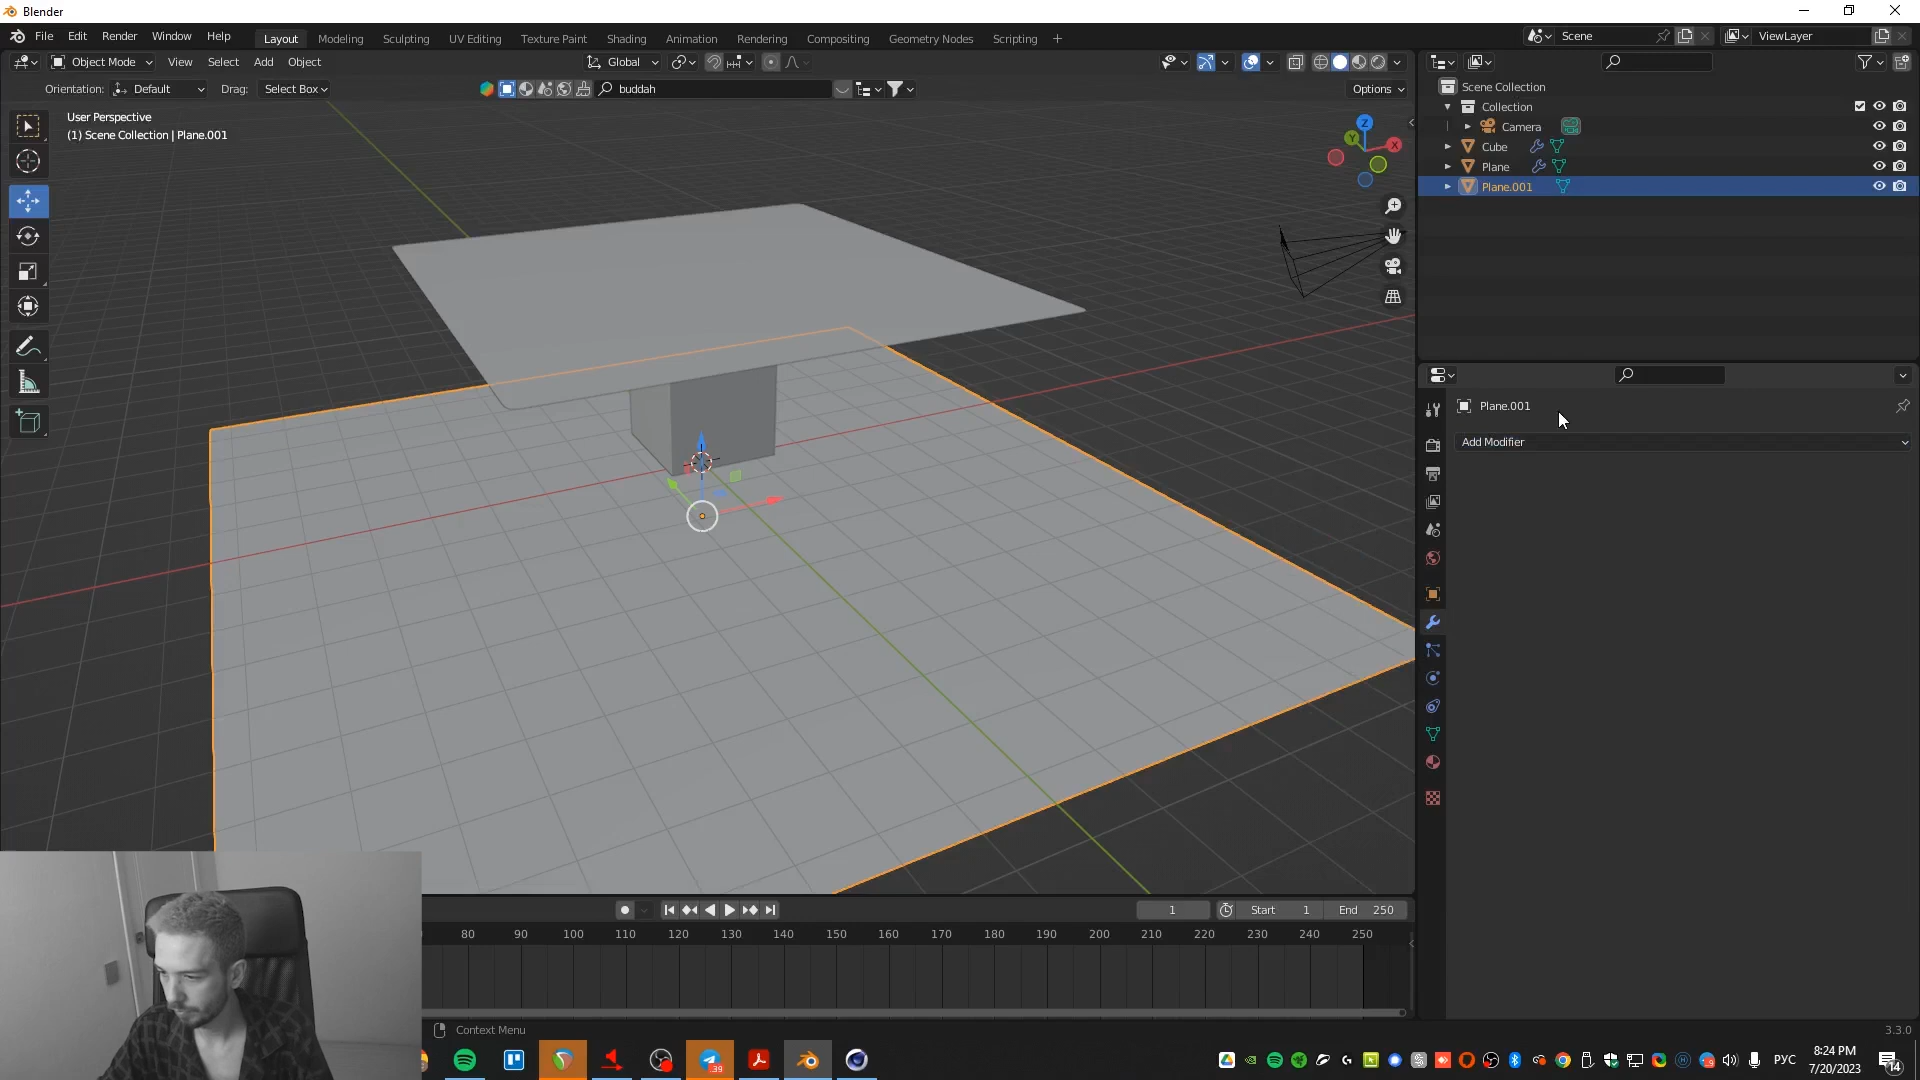 Blender
File Edit Render Window Help Layout Modeling Sculpting UV Editing Texture Paint Shading Animation Rendering Compositing Geometry Nodes Scripting + Scene ViewLayer
Object Mode View Select Add Object Global
Orientation: Default Drag: Select Box buddah Options
User Perspective
(1) Scene Collection | Plane.001
Z
Y
X
Scene Collection
Collection
Camera
Cube
Plane
Plane.001
Plane.001
Add Modifier
1 Start 1 End 250
80 90 100 110 120 130 140 150 160 170 180 190 200 210 220 230 240 250
Context Menu
3.3.0
39
РУС
8:24 PM
7/20/2023
14